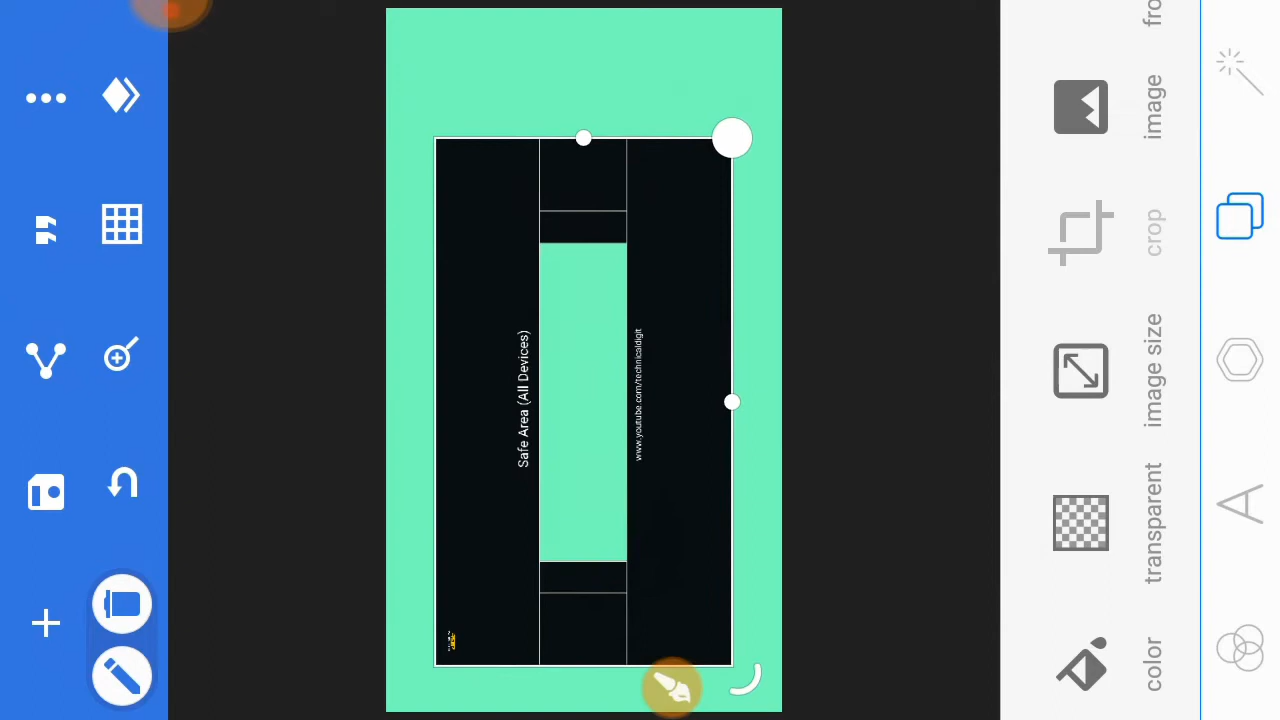 Safe Area (All Devices)
www.youtube.com/technicaldigit
fro
image
crop
image size
transparent
color